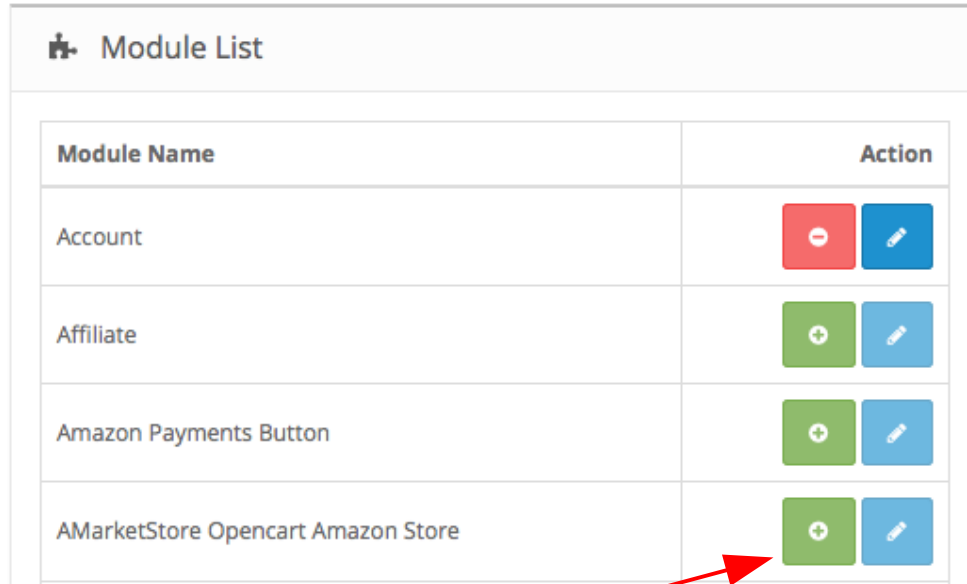 Module List
Module Name Action
Account
Affiliate
Amazon Payments Button
AMarketStore Opencart Amazon Store